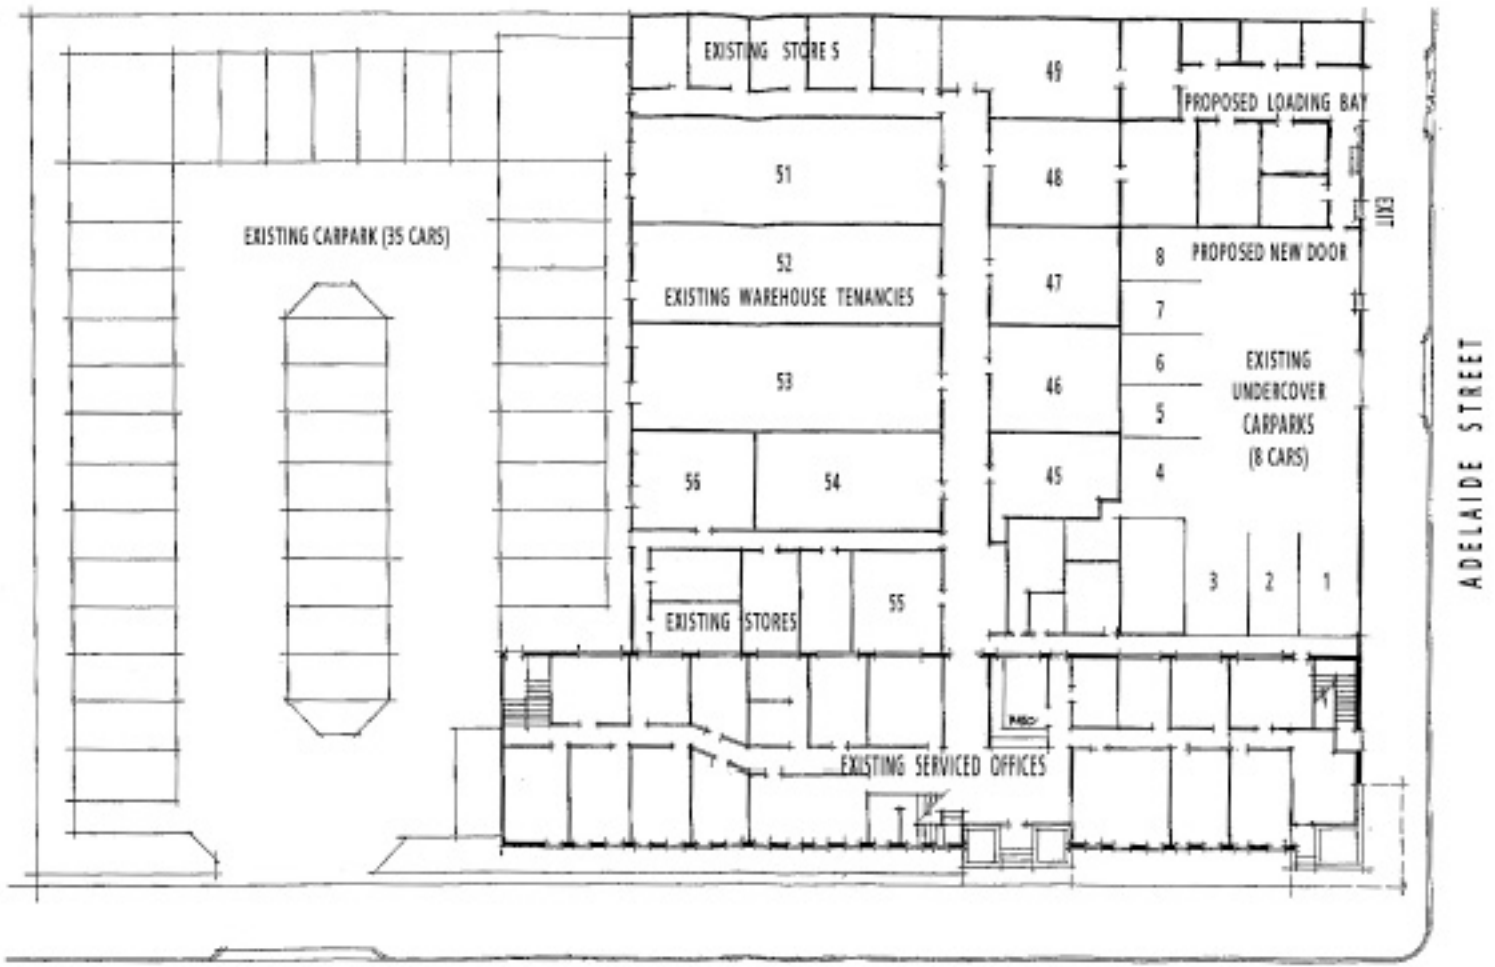 EXISTING STORES
49
PROPOSED LOADING BAY
51
48
EXIT
EXISTING CARPARK (35 CARS)
PROPOSED NEW DOOR
8
52
47
EXISTING WAREHOUSE TENANCIES
7
53
46
6
EXISTING
UNDERCOVER
CARPARKS
(8 CARS)
5
ADELAIDE STREET
56
54
45
4
55
3
2
1
EXISTING STORES
EXISTING SERVICED OFFICES